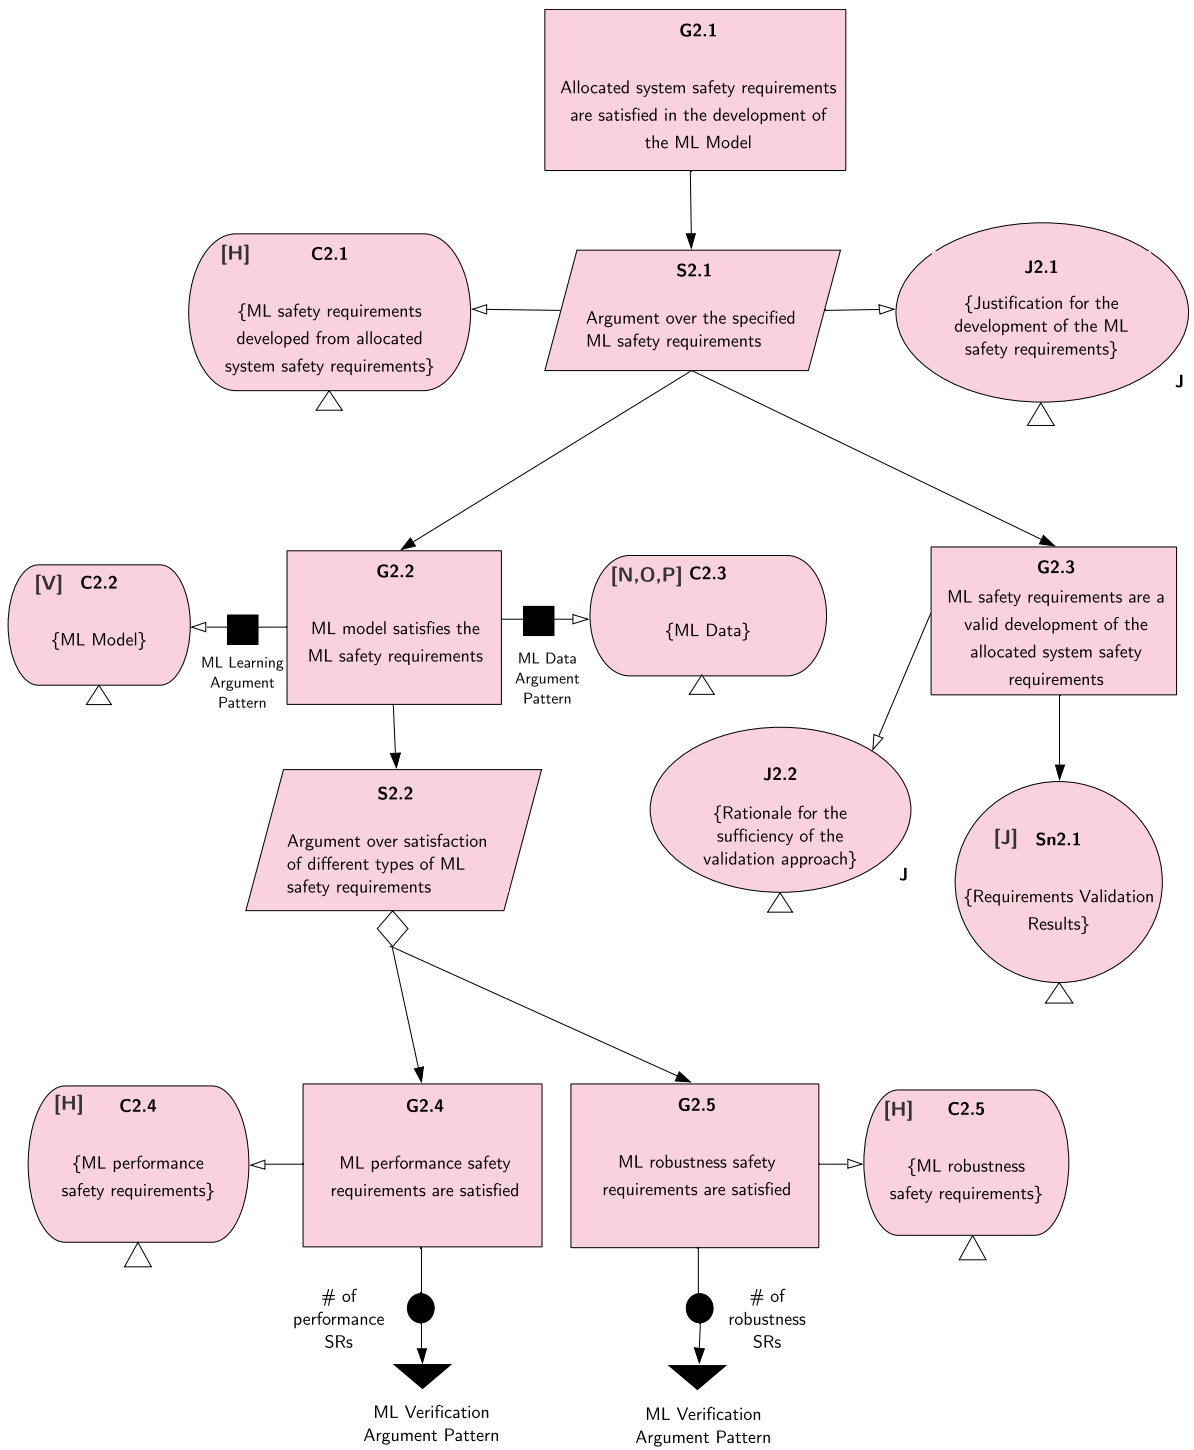 G2.1
Allocated system safety requirements
are satisfied in the development of
the ML Model
[H] C2.1
{ML safety requirements
developed from allocated
system safety requirements}
S2.1
Argument over the specified
ML safety requirements
J2.1
{Justification for the
development of the ML
safety requirements}
J
[V] C2.2
{ML Model}
ML Learning
Argument
Pattern
G2.2
ML model satisfies the
ML safety requirements
ML Data
Argument
Pattern
[N,O,P] C2.3
{ML Data}
G2.3
ML safety requirements are a
valid development of the
allocated system safety
requirements
S2.2
Argument over satisfaction
of different types of ML
safety requirements
J2.2
{Rationale for the
sufficiency of the
validation approach}
J
[J] Sn2.1
{Requirements Validation
Results}
[H] C2.4
{ML performance
safety requirements}
G2.4
ML performance safety
requirements are satisfied
G2.5
ML robustness safety
requirements are satisfied
[H] C2.5
{ML robustness
safety requirements}
# of
performance
SRs
# of
robustness
SRs
ML Verification
Argument Pattern
ML Verification
Argument Pattern